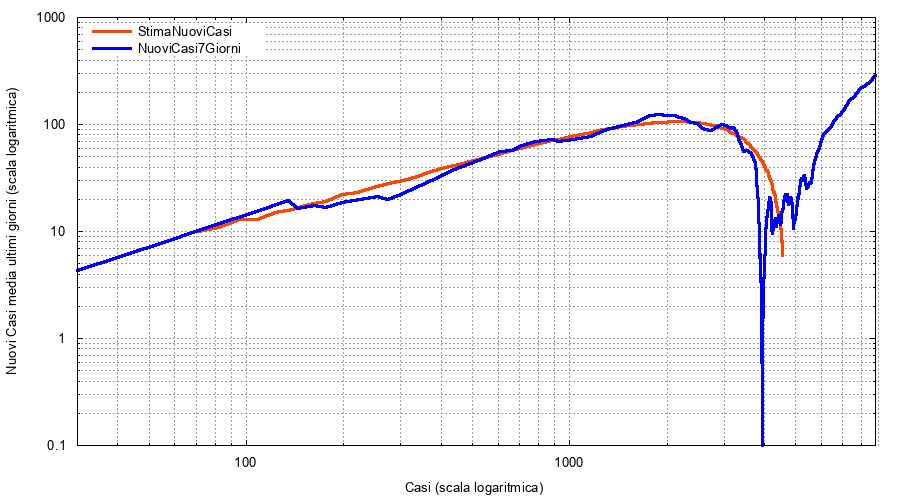 1000
StimaNuoviCasi
NuoviCasi7Giorni
100
10
1
0.1
Nuovi Casi media ultimi giorni (scala logaritmica)
100
1000
Casi (scala logaritmica)